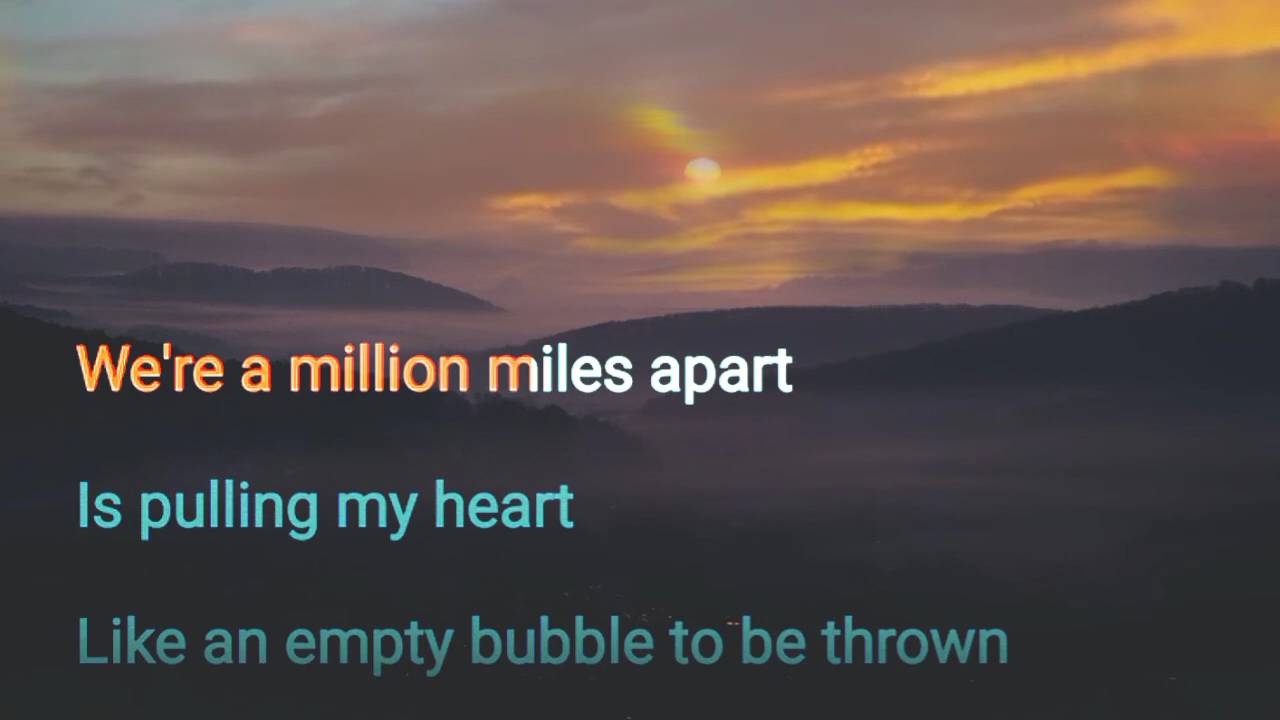 We're a million miles apart
Is pulling my heart
Like an empty bubble to be thrown